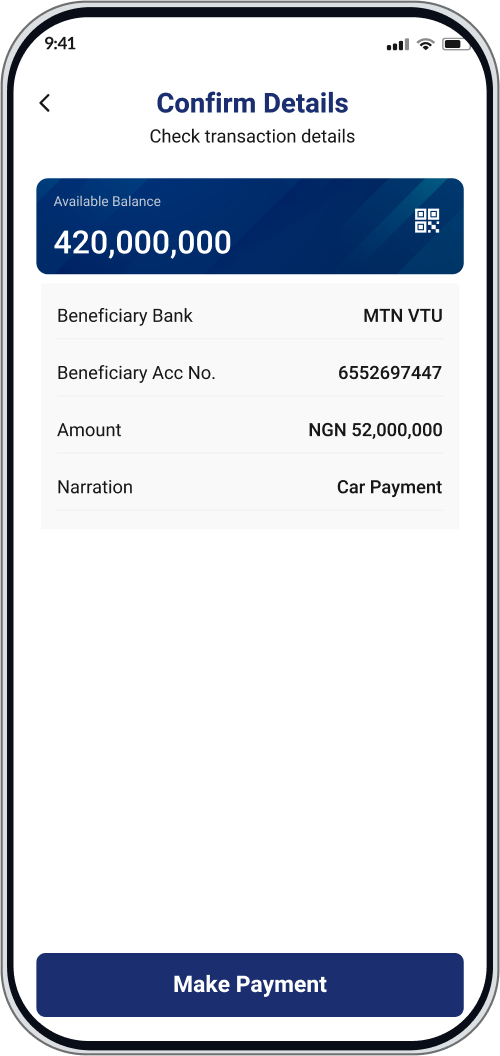 9:41
Confirm Details
Check transaction details
Available Balance
420,000,000
Beneficiary Bank MTN VTU
Beneficiary Acc No. 6552697447
Amount NGN 52,000,000
Narration Car Payment
Make Payment